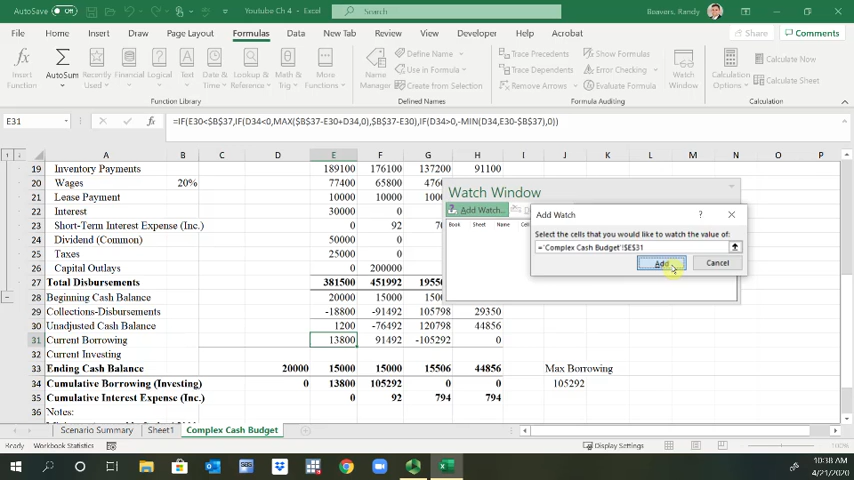 AutoSave Off Youtube Ch 4 - Excel Search Beavers, Randy
File Home Insert Draw Page Layout Formulas Data New Tab Review View Developer Help Acrobat Share Comments
Insert Function AutoSum Recently Used Financial Logical Text Date & Time Lookup & Reference Math & Trig More Functions Name Manager Define Name Use in Formula Create from Selection Trace Precedents Trace Dependents Remove Arrows Show Formulas Error Checking Evaluate Formula Watch Window Calculation Options Calculate Now Calculate Sheet
Function Library Defined Names Formula Auditing Calculation
E31 fx =IF(E30<$B$37,IF(D34<0,MAX($B$37-E30+D34,0),$B$37-E30),IF(D34>0,-MIN(D34,E30-$B$37),0))
1 2 A B C D E F G H I J K L M N O P
19 Inventory Payments 189100 176100 137200 91100
20 Wages 20% 77400 65800 4760
21 Lease Payment 10000 10000 1000
22 Interest 30000 0
23 Short-Term Interest Expense (Inc.) 0 92 70
24 Dividend (Common) 50000 0
25 Taxes 25000 0
26 Capital Outlays 0 200000
27 Total Disbursements 381500 451992 19550
28 Beginning Cash Balance 20000 15000 1500
29 Collections-Disbursements -18800 -91492 105798 29350
30 Unadjusted Cash Balance 1200 -76492 120798 44856
31 Current Borrowing 13800 91492 -105292 0
32 Current Investing
33 Ending Cash Balance 20000 15000 15000 15506 44856 Max Borrowing
34 Cumulative Borrowing (Investing) 0 13800 105292 0 0 105292
35 Cumulative Interest Expense (Inc.) 0 92 794 794
36 Notes:
Watch Window
Add Watch...
Book Sheet Name Cell
Add Watch ?
Select the cells that you would like to watch the value of:
='Complex Cash Budget'!$E$31
Add Cancel
Scenario Summary Sheet1 Complex Cash Budget
Ready Workbook Statistics Display Settings 100%
10:38 AM
4/21/2020